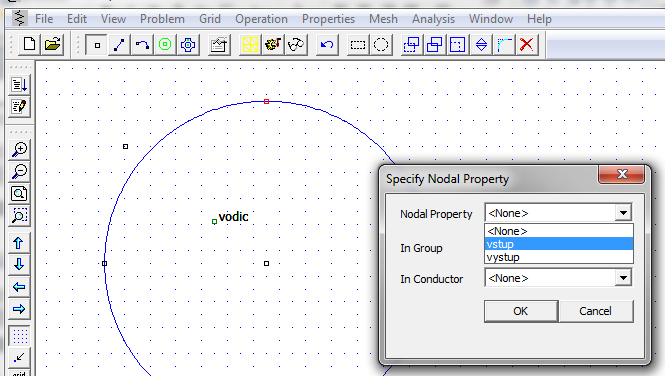 File Edit View Problem Grid Operation Properties Mesh Analysis Window Help
vodic
Specify Nodal Property
Nodal Property <None>
<None>
vstup
In Group
vystup
In Conductor <None>
OK Cancel
grid